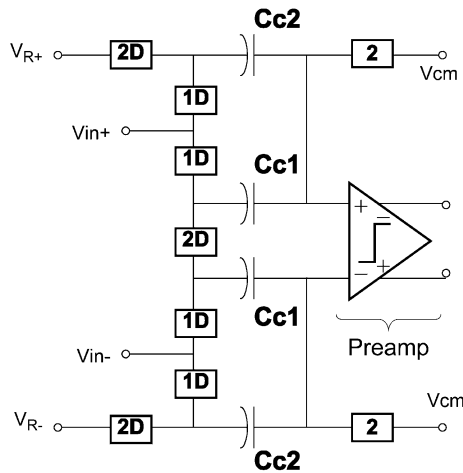 Cc2
V_R+ 2D 2 Vcm
1D
Vin+
1D
Cc1
+ −
2D
− +
Cc1
1D
Preamp
Vin-
1D
V_R- 2D 2 Vcm
Cc2